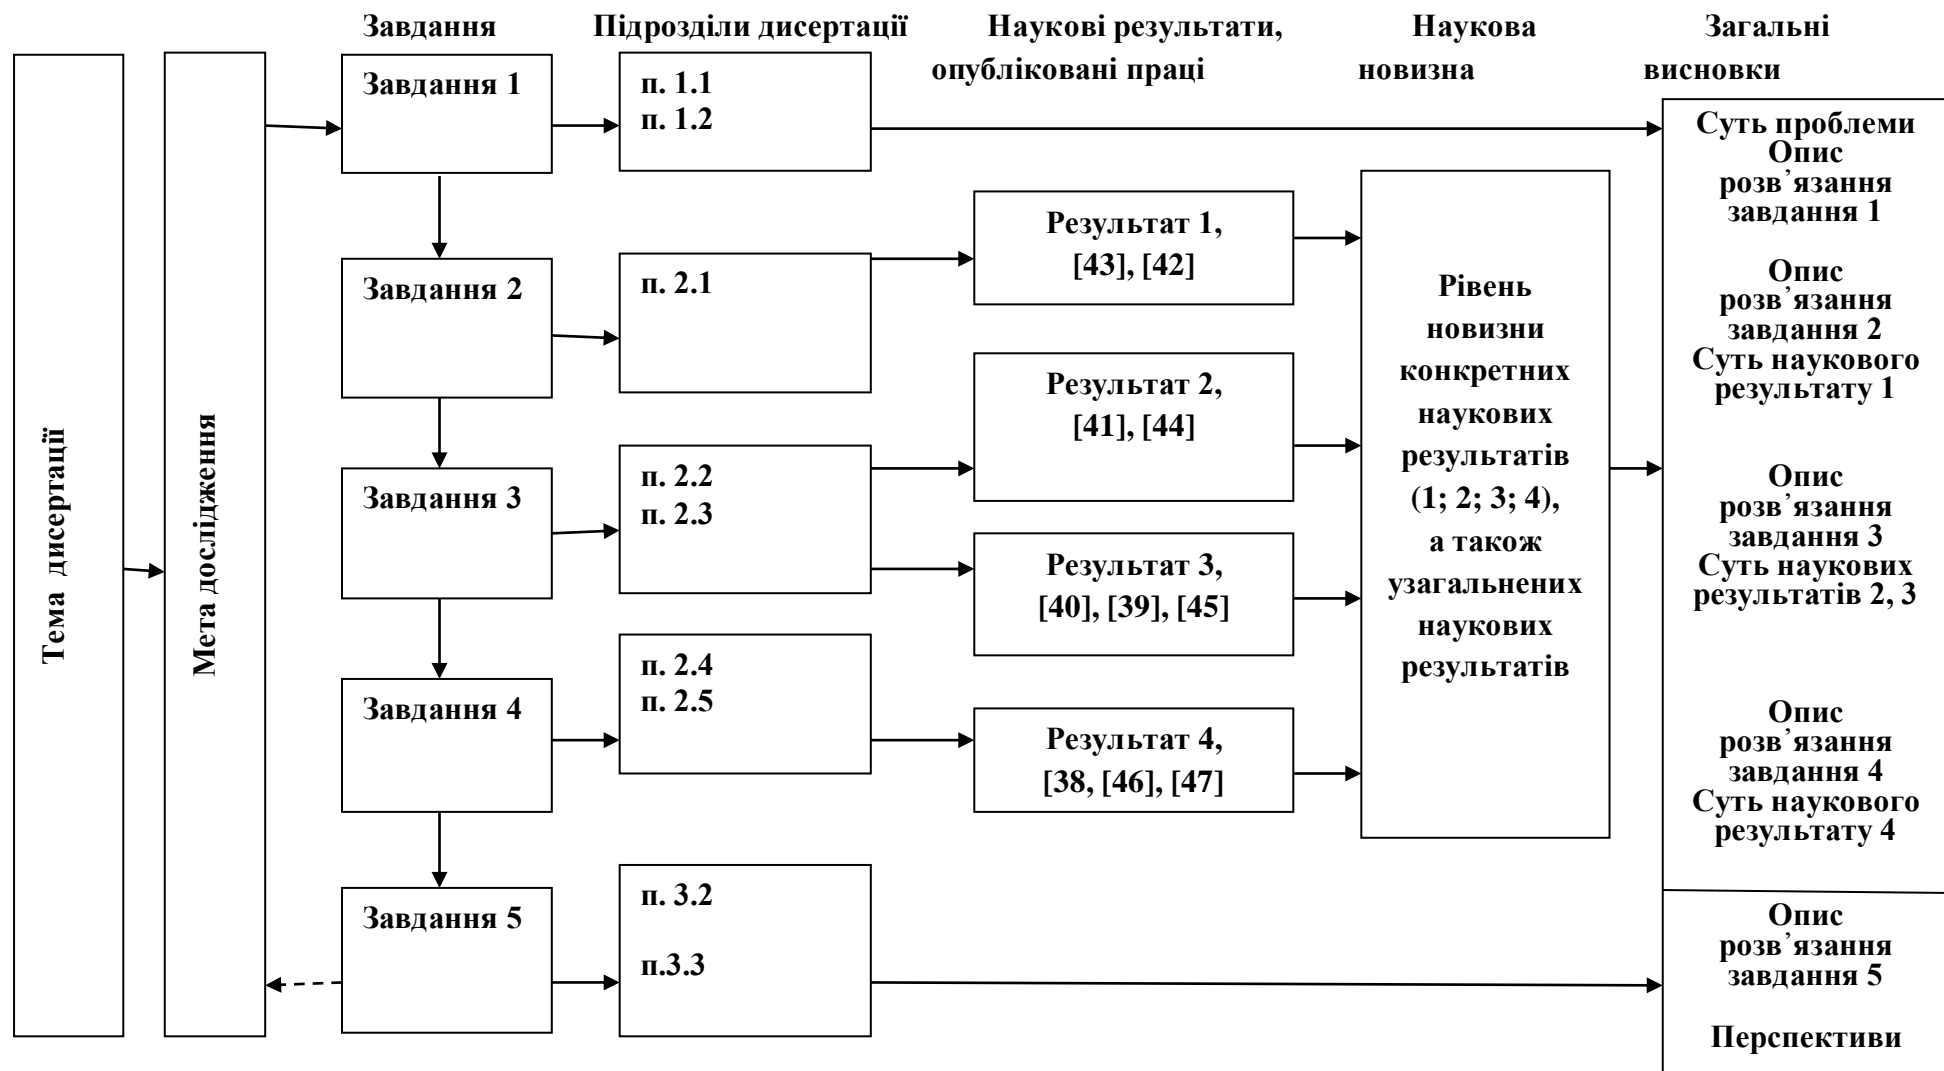 Завдання
Підрозділи дисертації
Наукові результати,
опубліковані праці
Наукова
новизна
Загальні
висновки
Тема дисертації
Мета дослідження
Завдання 1
п. 1.1
п. 1.2
Завдання 2
п. 2.1
Завдання 3
п. 2.2
п. 2.3
Завдання 4
п. 2.4
п. 2.5
Завдання 5
п. 3.2
п.3.3
Результат 1,
[43], [42]
Результат 2,
[41], [44]
Результат 3,
[40], [39], [45]
Результат 4,
[38, [46], [47]
Рівень
новизни
конкретних
наукових
результатів
(1; 2; 3; 4),
а також
узагальнених
наукових
результатів
Суть проблеми
Опис
розв’язання
завдання 1
Опис
розв’язання
завдання 2
Суть наукового
результату 1
Опис
розв’язання
завдання 3
Суть наукових
результатів 2, 3
Опис
розв’язання
завдання 4
Суть наукового
результату 4
Опис
розв’язання
завдання 5
Перспективи